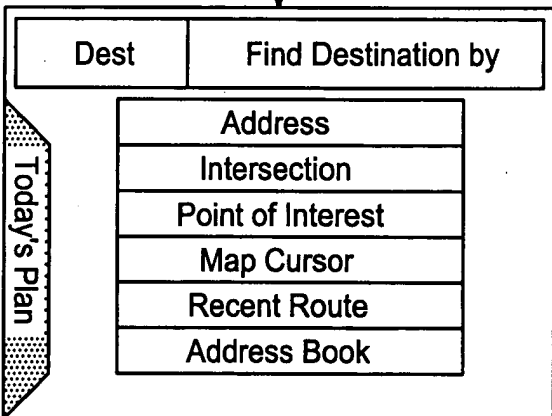 Dest
Find Destination by
Today's Plan
Address
Intersection
Point of Interest
Map Cursor
Recent Route
Address Book